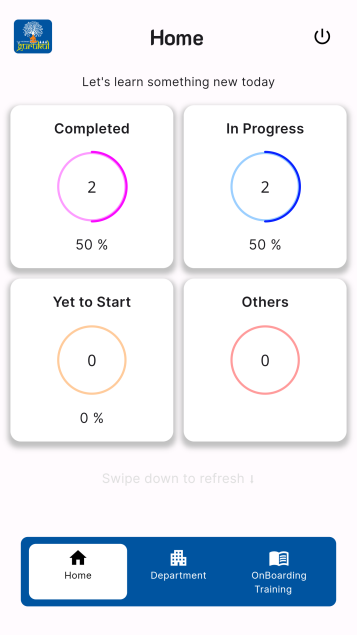 gurukul
Home
Let's learn something new today
Completed
In Progress
2
2
50 %
50 %
Yet to Start
Others
0
0
0 %
Swipe down to refresh ⭣
Home
Department
OnBoarding
Training